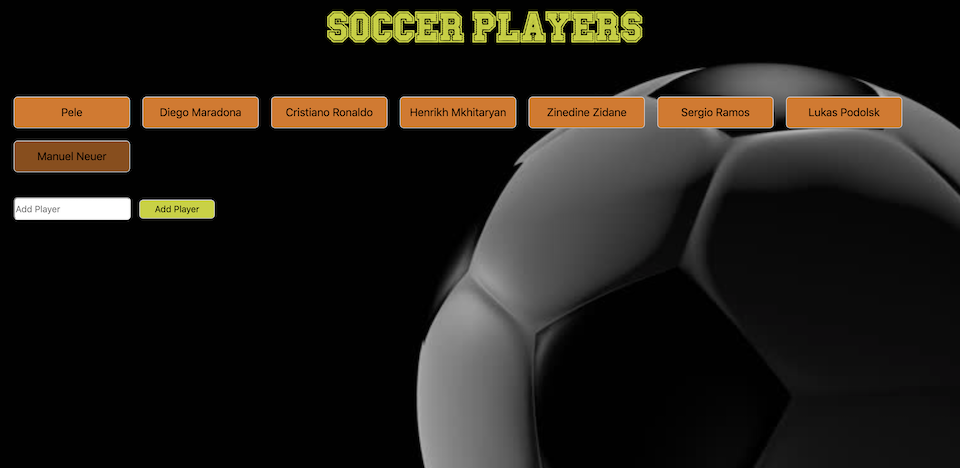 SOCCER PLAYERS
Pele
Diego Maradona
Cristiano Ronaldo
Henrikh Mkhitaryan
Zinedine Zidane
Sergio Ramos
Lukas Podolsk
Manuel Neuer
Add Player
Add Player